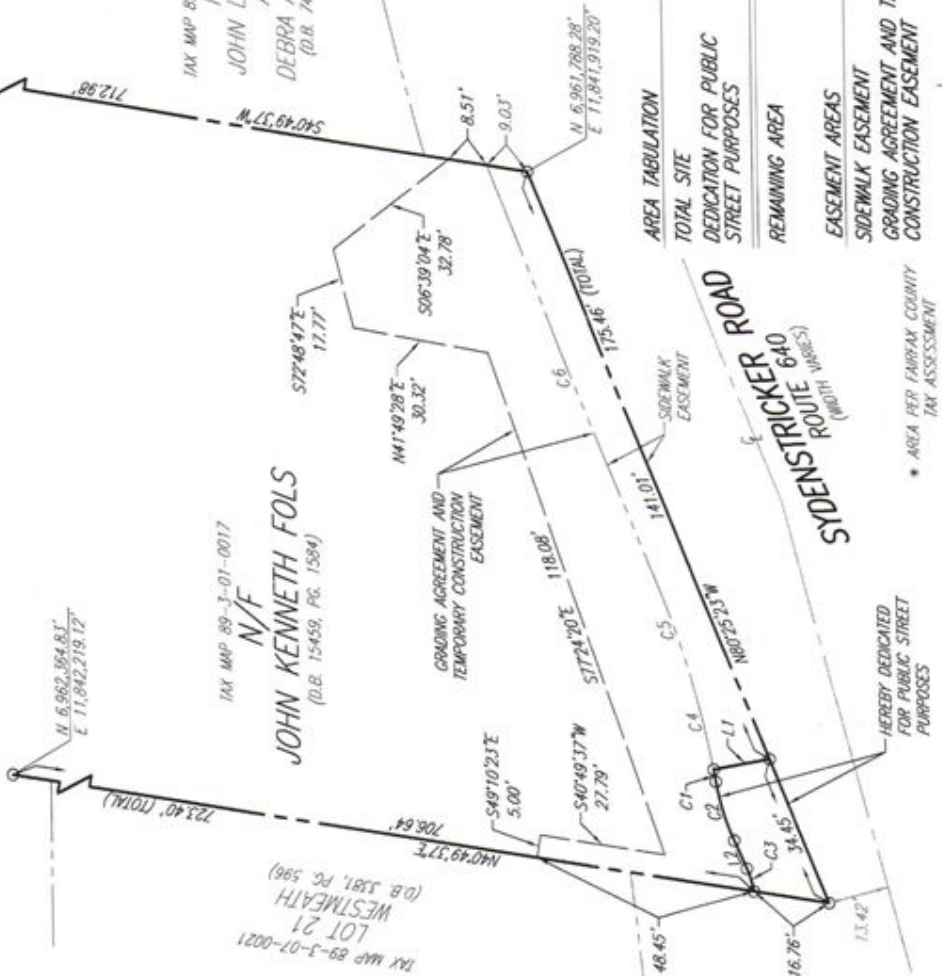 TAX MAP 8
JOHN L
DEBRA
(D.B. 74
712.98'
S40°49'37"W
8.51'
9.03'
N 6,961,788.28'
E 11,841,919.20'
S72°48'47"E
17.77'
S06°39'04"E
32.78'
N41°49'28"E
30.32'
N 6,962,364.83'
E 11,842,219.12'
TAX MAP 89-3-01-0017
N/F
JOHN KENNETH FOLS
(D.B. 15459, PG. 1584)
GRADING AGREEMENT AND
TEMPORARY CONSTRUCTION
EASEMENT
118.08'
S77°24'20"E
C6
175.46' (TOTAL)
SIDEWALK
EASEMENT
141.01'
C5
N80°25'23"W
C4
723.40' (TOTAL)
706.64'
N40°49'37"E
S49°10'23"E
5.00'
S40°49'37"W
27.79'
C1
C2
L1
L2
C3
34.45'
48.45'
16.76'
13.42'
TAX MAP 89-3-07-0021
LOT 21
WESTMEATH
(D.B. 3381, PG. 596)
HEREBY DEDICATED
FOR PUBLIC STREET
PURPOSES
SYDENSTRICKER ROAD
ROUTE 640
(WIDTH VARIES)
AREA TABULATION
TOTAL SITE
DEDICATION FOR PUBLIC
STREET PURPOSES
REMAINING AREA
EASEMENT AREAS
SIDEWALK EASEMENT
GRADING AGREEMENT AND T
CONSTRUCTION EASEMENT
* AREA PER FAIRFAX COUNTY
TAX ASSESSMENT